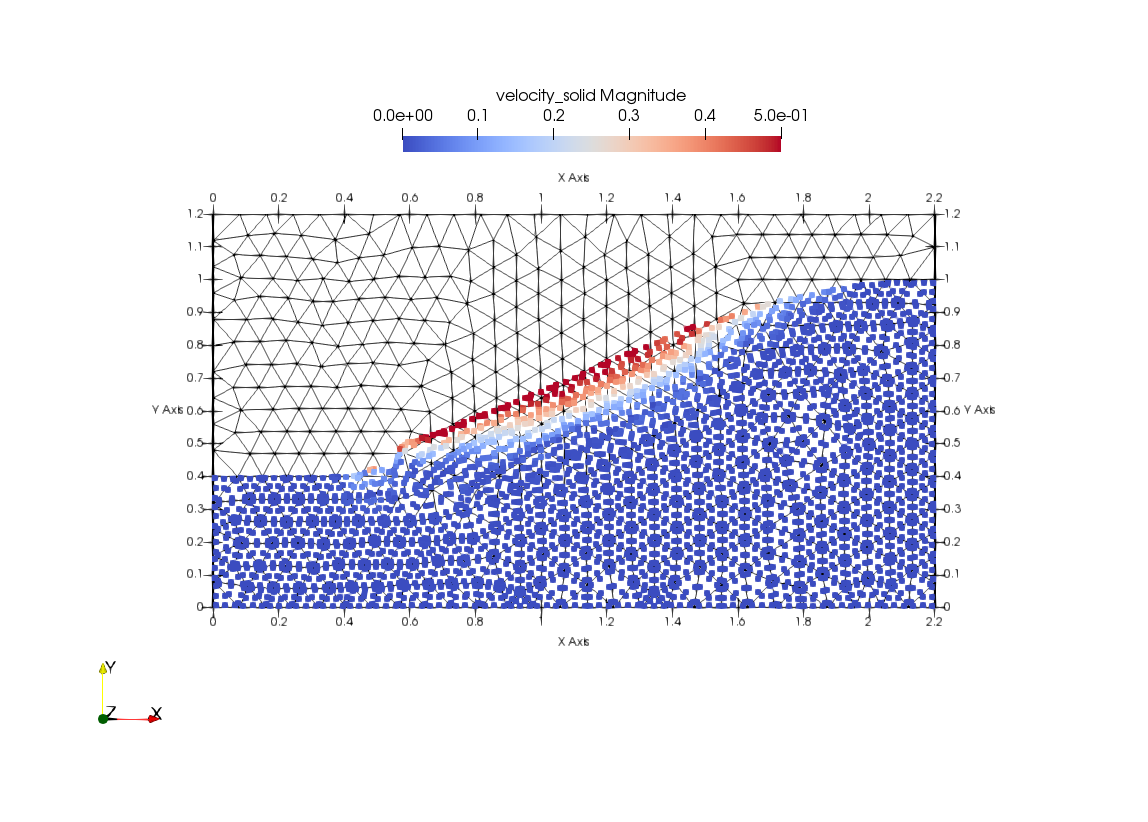 velocity_solid Magnitude
0.0e+00 0.1 0.2 0.3 0.4 5.0e-01
X Axis
0 0.2 0.4 0.6 0.8 1 1.2 1.4 1.6 1.8 2 2.2
1.2 1.2
1.1 1.1
1 1
0.9 0.9
0.8 0.8
0.7 0.7
Y Axis 0.6 0.6 Y Axis
0.5 0.5
0.4 0.4
0.3 0.3
0.2 0.2
0.1 0.1
0 0
0 0.2 0.4 0.6 0.8 1 1.2 1.4 1.6 1.8 2 2.2
X Axis
Y
Z X